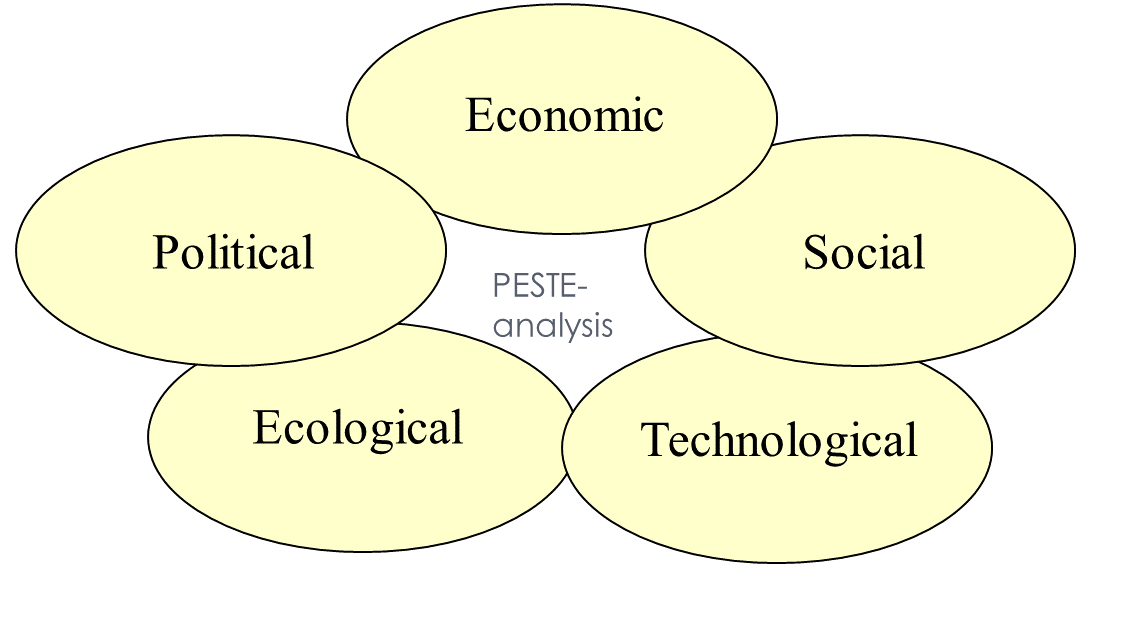 Economic
Political
Social
PESTE-
analysis
Ecological
Technological